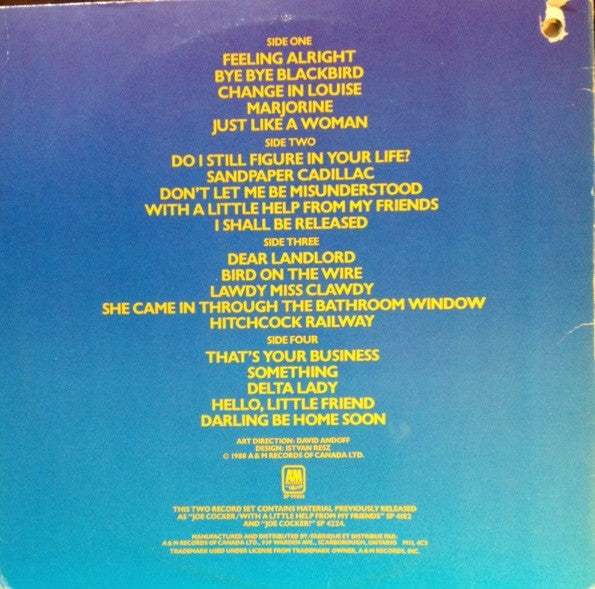 SIDE ONE
FEELING ALRIGHT
BYE BYE BLACKBIRD
CHANGE IN LOUISE
MARJORINE
JUST LIKE A WOMAN
SIDE TWO
DO I STILL FIGURE IN YOUR LIFE?
SANDPAPER CADILLAC
DON'T LET ME BE MISUNDERSTOOD
WITH A LITTLE HELP FROM MY FRIENDS
I SHALL BE RELEASED
SIDE THREE
DEAR LANDLORD
BIRD ON THE WIRE
LAWDY MISS CLAWDY
SHE CAME IN THROUGH THE BATHROOM WINDOW
HITCHCOCK RAILWAY
SIDE FOUR
THAT'S YOUR BUSINESS
SOMETHING
DELTA LADY
HELLO, LITTLE FRIEND
DARLING BE HOME SOON
ART DIRECTION: DAVID ANDOFF
DESIGN: ISTVAN RESZ
© 1980 A & M RECORDS OF CANADA LTD.
A&M
SP
THIS TWO RECORD SET CONTAINS MATERIAL PREVIOUSLY RELEASED
AS "JOE COCKER/WITH A LITTLE HELP FROM MY FRIENDS" SP 4182
AND "JOE COCKER!" SP 4224.
MANUFACTURED AND DISTRIBUTED BY/FABRIQUE ET DISTRIBUE PAR:
A & M RECORDS OF CANADA LTD., 939 WARDEN AVE., SCARBOROUGH, ONTARIO M1L 4C5
TRADEMARK USED UNDER LICENSE FROM TRADEMARK OWNER, A & M RECORDS, INC.